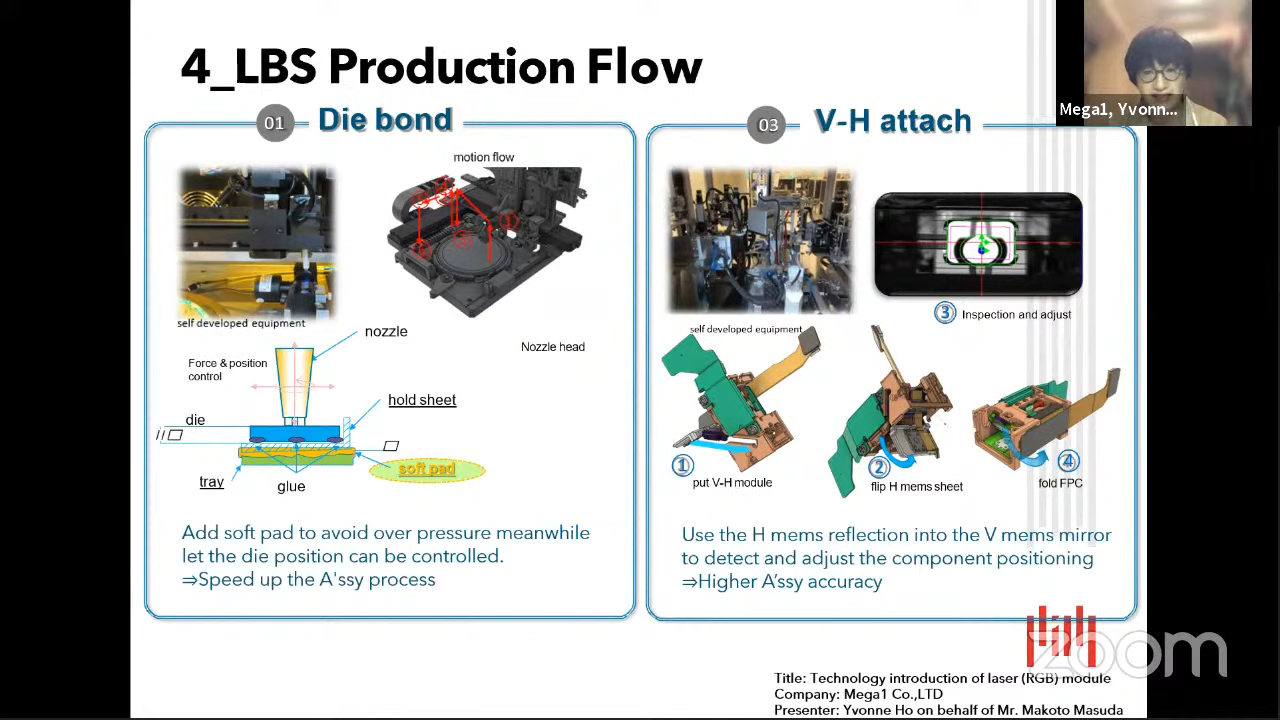 4_LBS Production Flow
Mega1, Yvonn...
01
Die bond
motion flow
self developed equipment
Nozzle head
nozzle
Force & position
control
hold sheet
die
soft pad
tray
glue
Add soft pad to avoid over pressure meanwhile
let the die position can be controlled.
⇒Speed up the A'ssy process
03
V-H attach
self developed equipment
③ Inspection and adjust
① put V-H module
② flip H mems sheet
④ fold FPC
Use the H mems reflection into the V mems mirror
to detect and adjust the component positioning
⇒Higher A’ssy accuracy
zoom
Title: Technology introduction of laser (RGB) module
Company: Mega1 Co.,LTD
Presenter: Yvonne Ho on behalf of Mr. Makoto Masuda